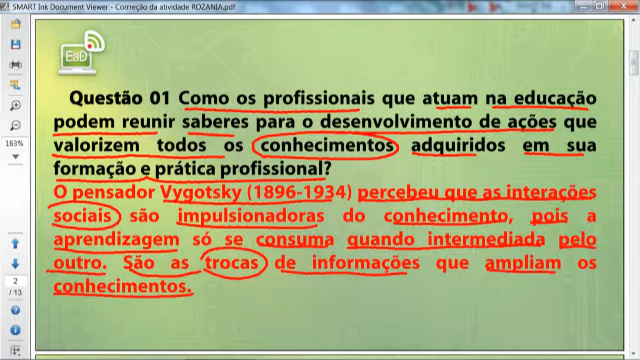 SMART Ink Document Viewer - Correção da atividade ROZANIA.pdf
EaD
Questão 01 Como os profissionais que atuam na educação
podem reunir saberes para o desenvolvimento de ações que
valorizem todos os conhecimentos adquiridos em sua
formação e prática profissional?
O pensador Vygotsky (1896-1934) percebeu que as interações
sociais são impulsionadoras do conhecimento, pois a
aprendizagem só se consuma quando intermediada pelo
outro. São as trocas de informações que ampliam os
conhecimentos.
163%
2
/ 13